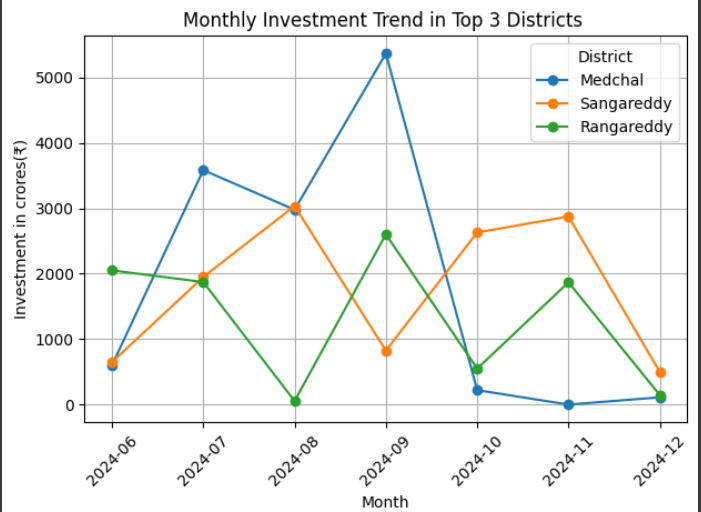 Monthly Investment Trend in Top 3 Districts
District
Medchal
Sangareddy
Rangareddy
Investment in crores(₹)
5000
4000
3000
2000
1000
0
2024-06
2024-07
2024-08
2024-09
2024-10
2024-11
2024-12
Month